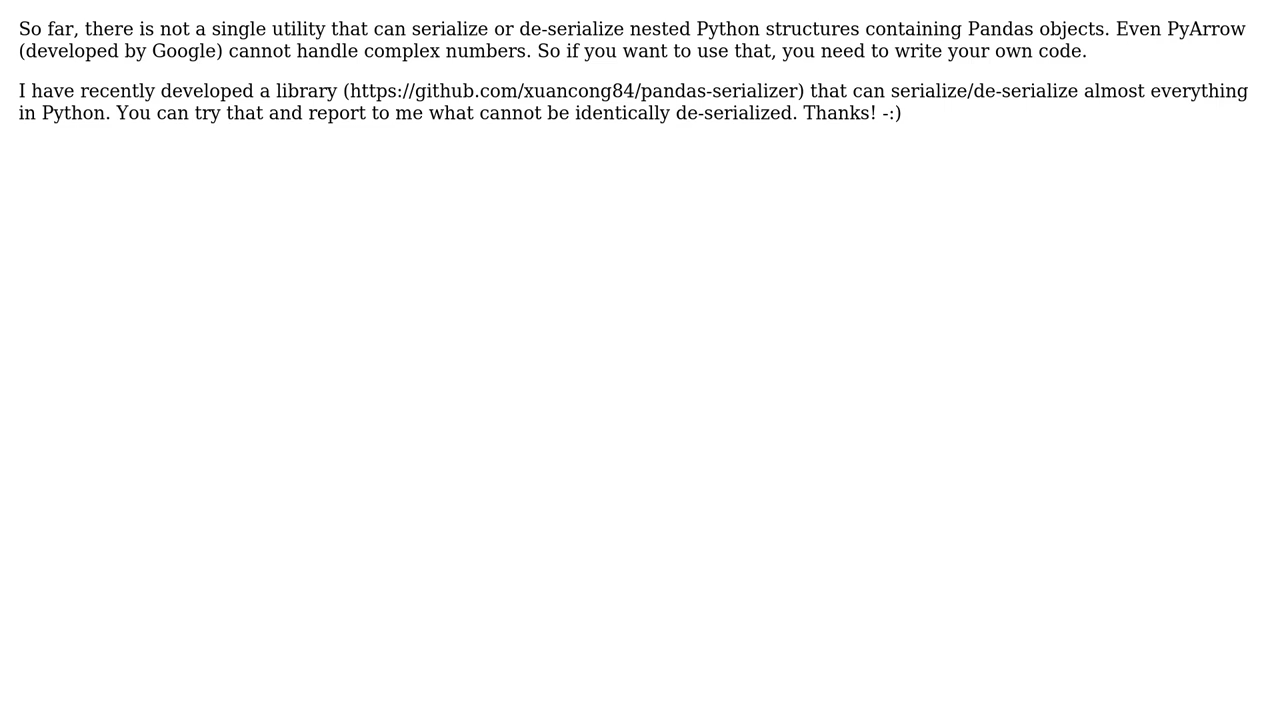 So far, there is not a single utility that can serialize or de-serialize nested Python structures containing Pandas objects. Even PyArrow
(developed by Google) cannot handle complex numbers. So if you want to use that, you need to write your own code.
I have recently developed a library (https://github.com/xuancong84/pandas-serializer) that can serialize/de-serialize almost everything
in Python. You can try that and report to me what cannot be identically de-serialized. Thanks! -:)